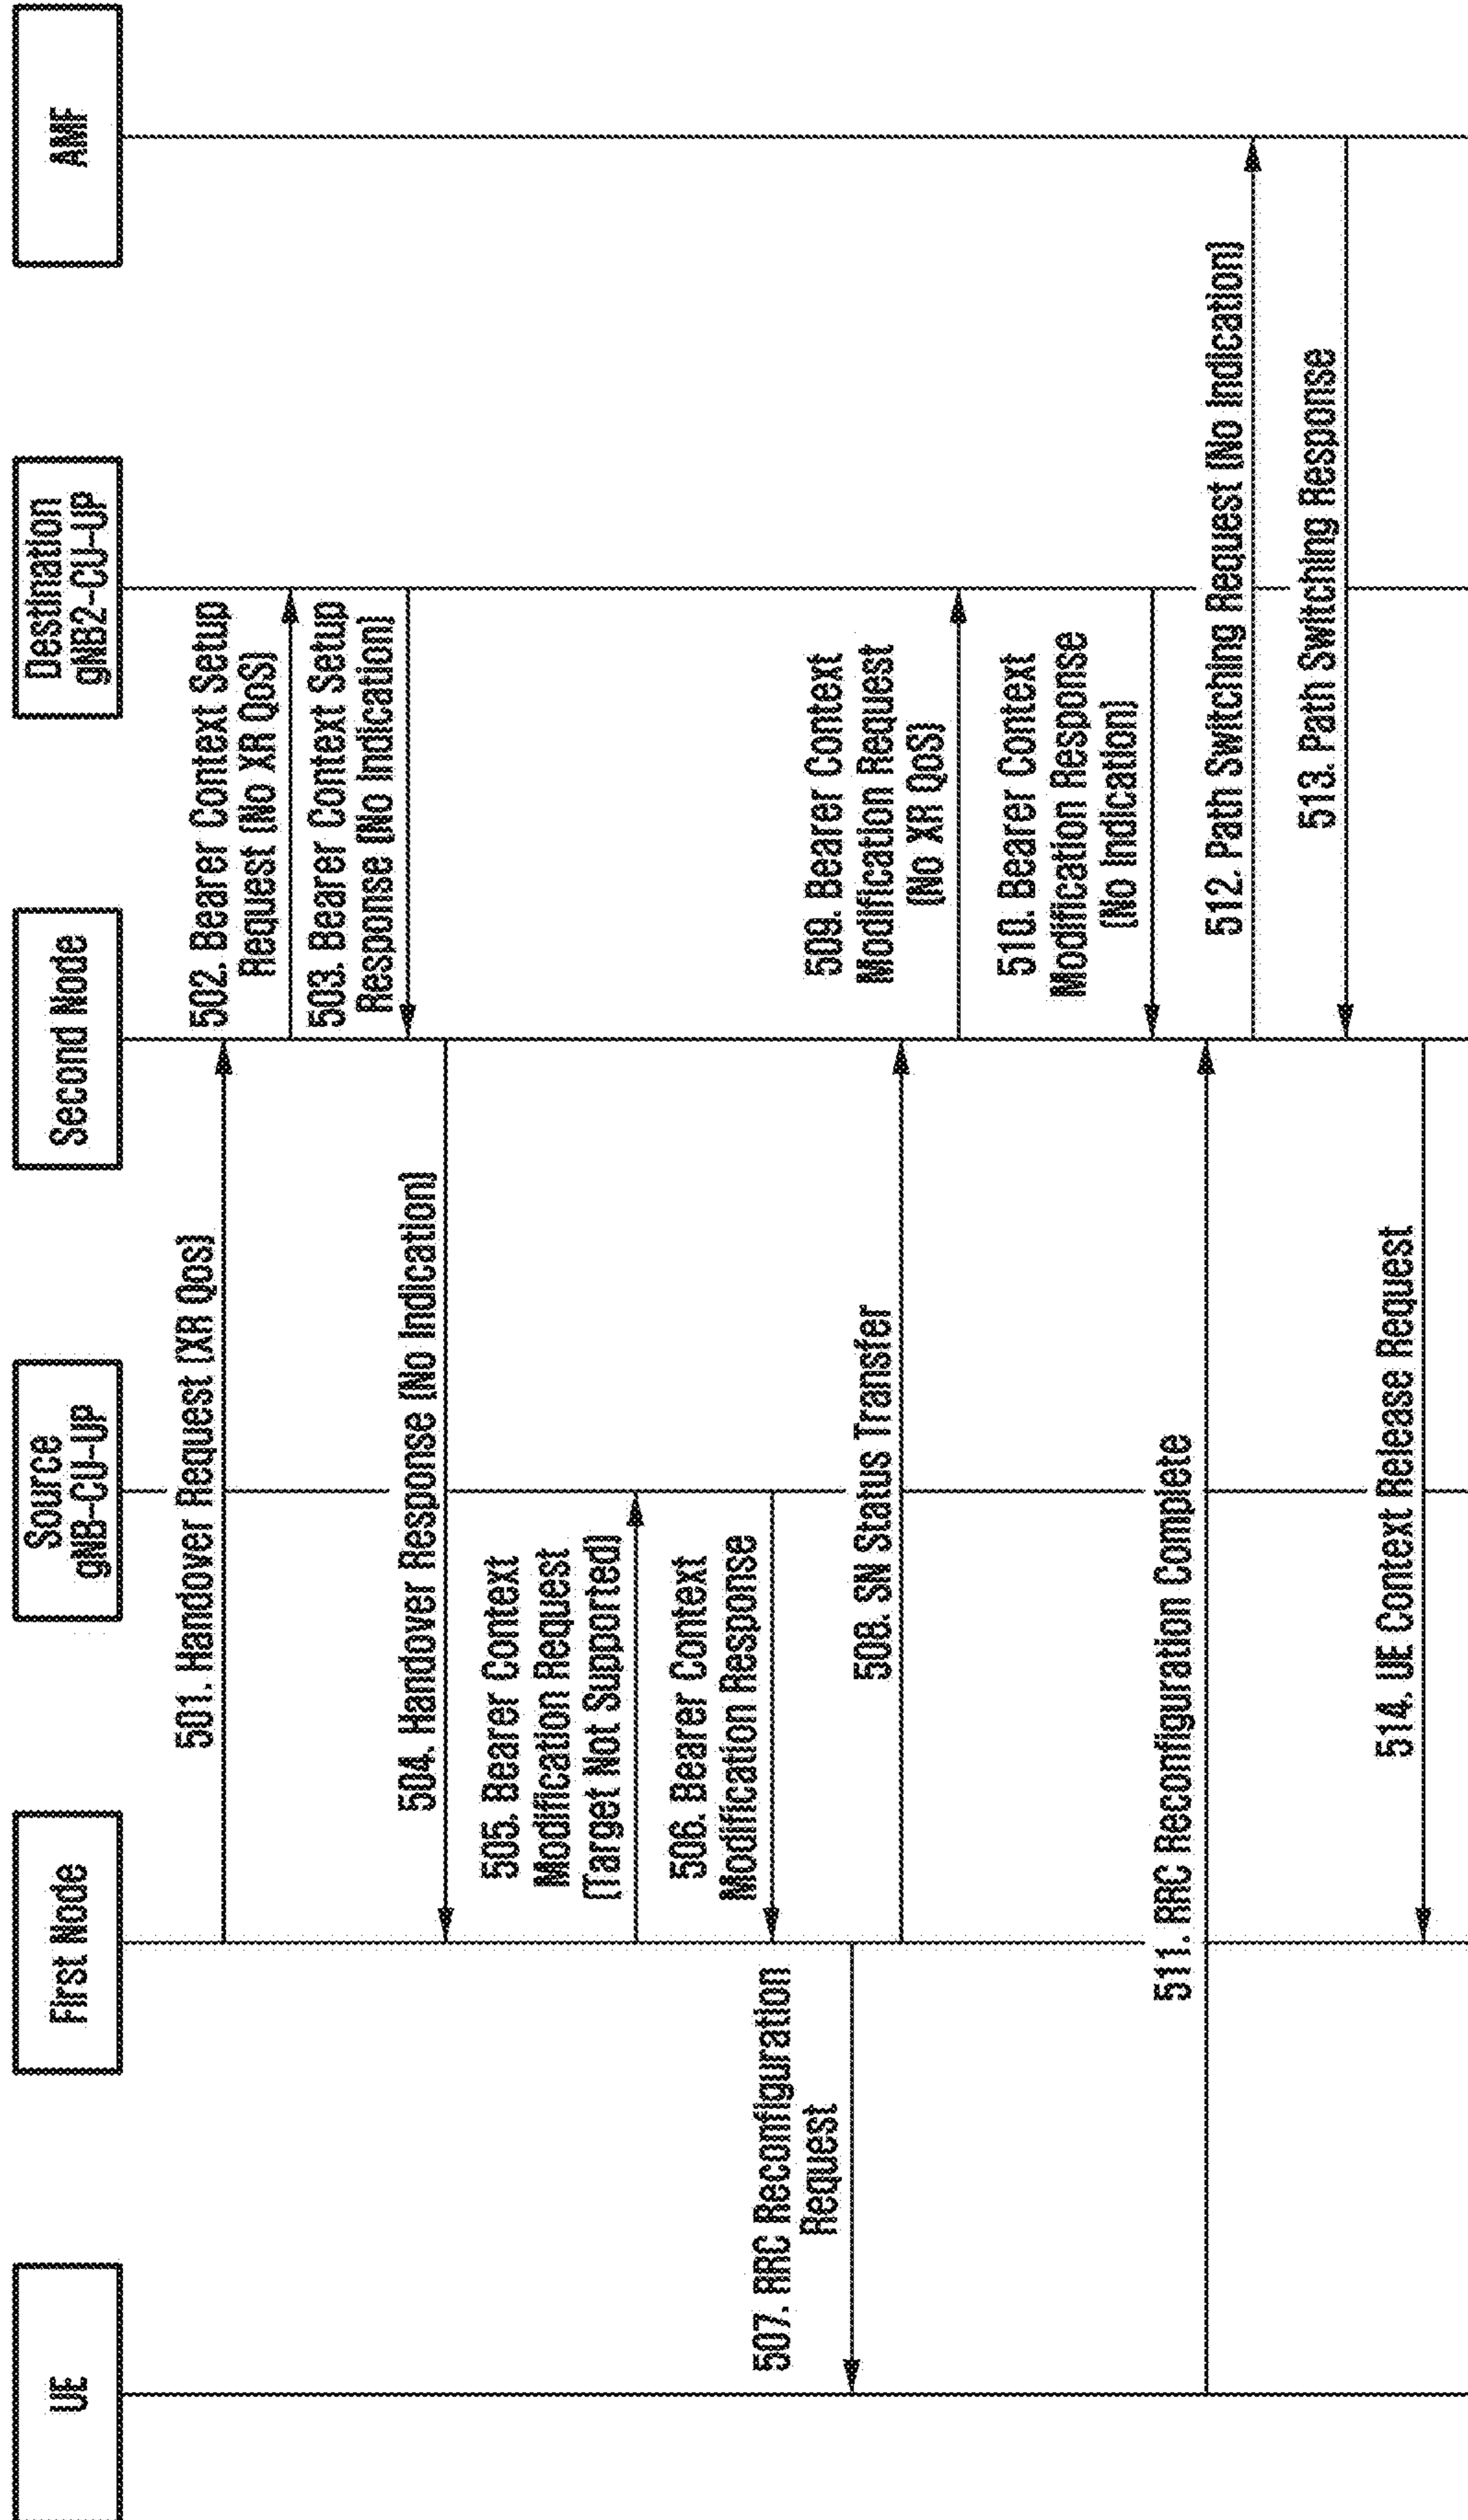 UE
First Node
Source
gNB-CU-UP
Second Node
Destination
gNB2-CU-UP
AMF
501. Handover Request (XR Qos)
502. Bearer Context Setup
Request (No XR QoS)
503. Bearer Context Setup
Response (No Indication)
504. Handover Response (No Indication)
505. Bearer Context
Modification Request
(Target Not Supported)
506. Bearer Context
Modification Response
507. RRC Reconfiguration
Request
508. SN Status Transfer
509. Bearer Context
Modification Request
(No XR QoS)
510. Bearer Context
Modification Response
(No Indication)
511. RRC Reconfiguration Complete
512. Path Switching Request (No Indication)
513. Path Switching Response
514. UE Context Release Request